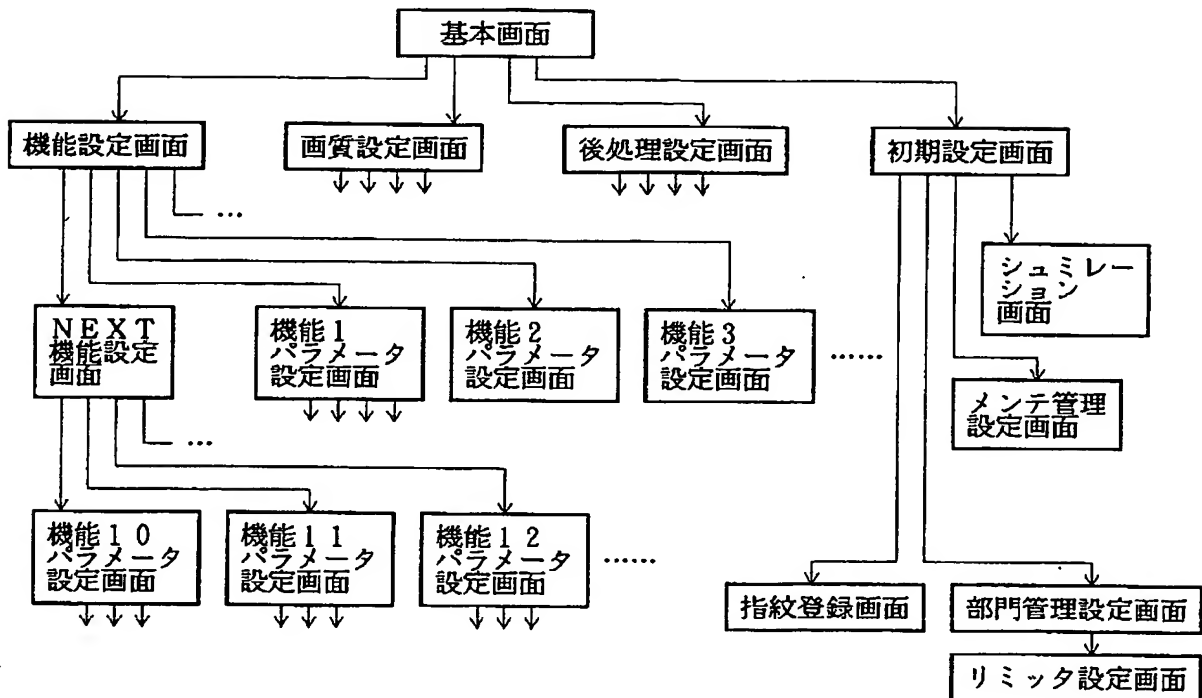 基本画面
機能設定画面
画質設定画面
後処理設定画面
初期設定画面
…
シュミレー
ション
画面
NEXT
機能設定
画面
機能1
パラメータ
設定画面
機能2
パラメータ
設定画面
機能3
パラメータ
設定画面
……
メンテ管理
設定画面
…
機能10
パラメータ
設定画面
機能11
パラメータ
設定画面
機能12
パラメータ
設定画面
……
指紋登録画面
部門管理設定画面
リミッタ設定画面